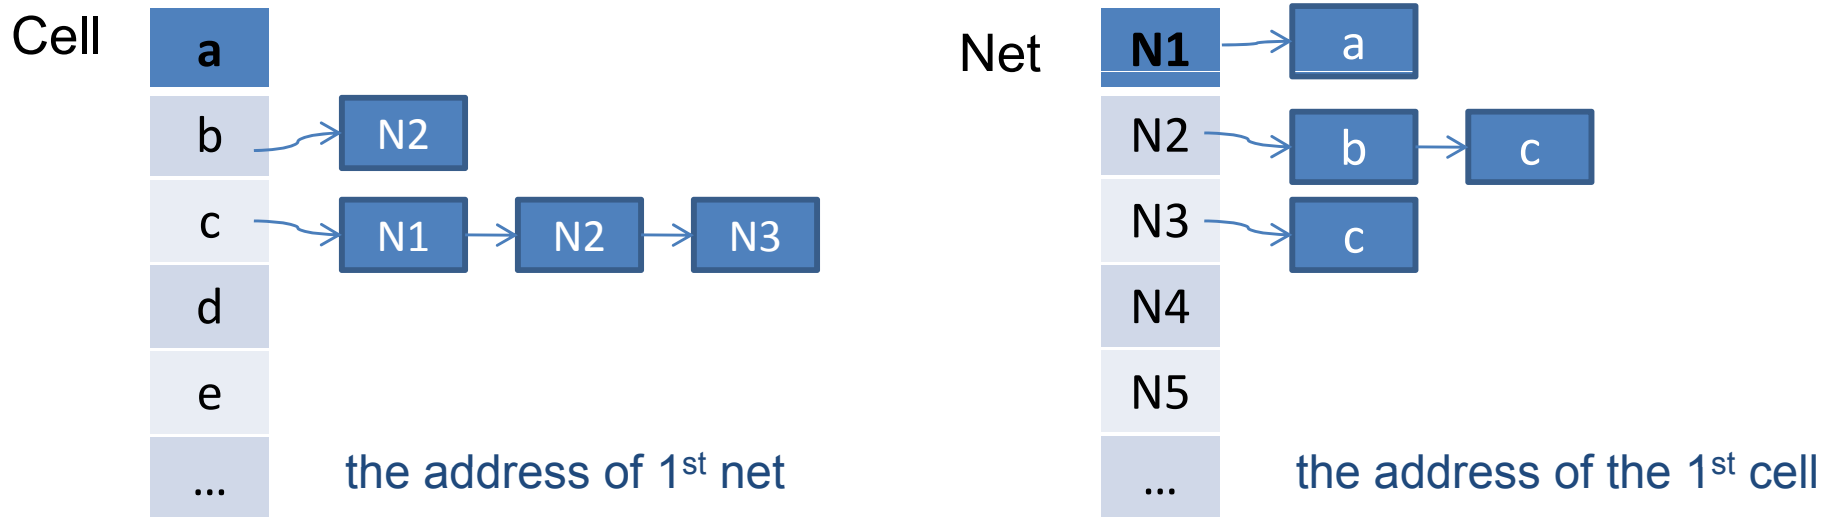 Cell
a
b
N2
c
N1
N2
N3
d
e
...
the address of 1st net
Net
N1
a
N2
b
c
N3
c
N4
N5
...
the address of the 1st cell